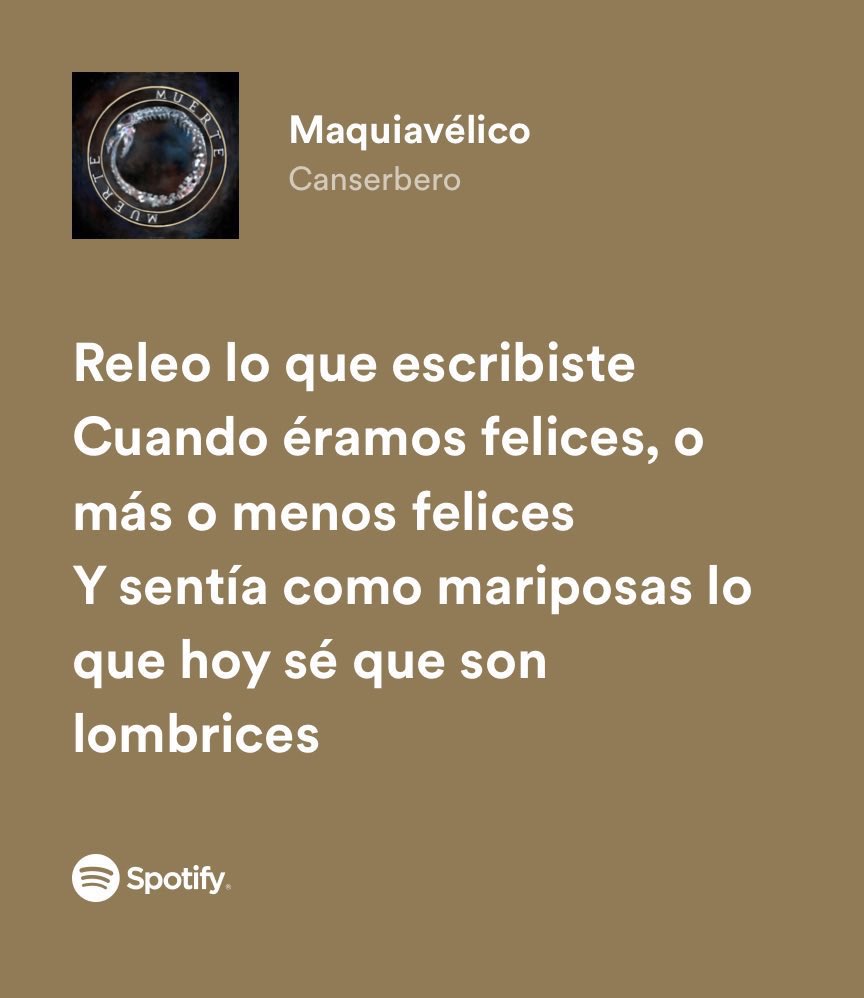 MUERTE
MUERTE
Maquiavélico
Canserbero
Releo lo que escribiste
Cuando éramos felices, o
más o menos felices
Y sentía como mariposas lo
que hoy sé que son
lombrices
Spotify®